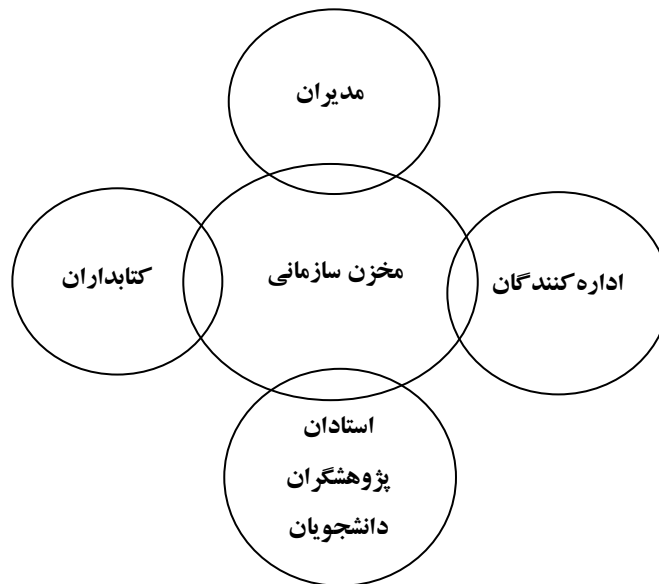 مدیران
کتابداران
مخزن سازمانی
اداره‌کنندگان
استادان
پژوهشگران
دانشجویان